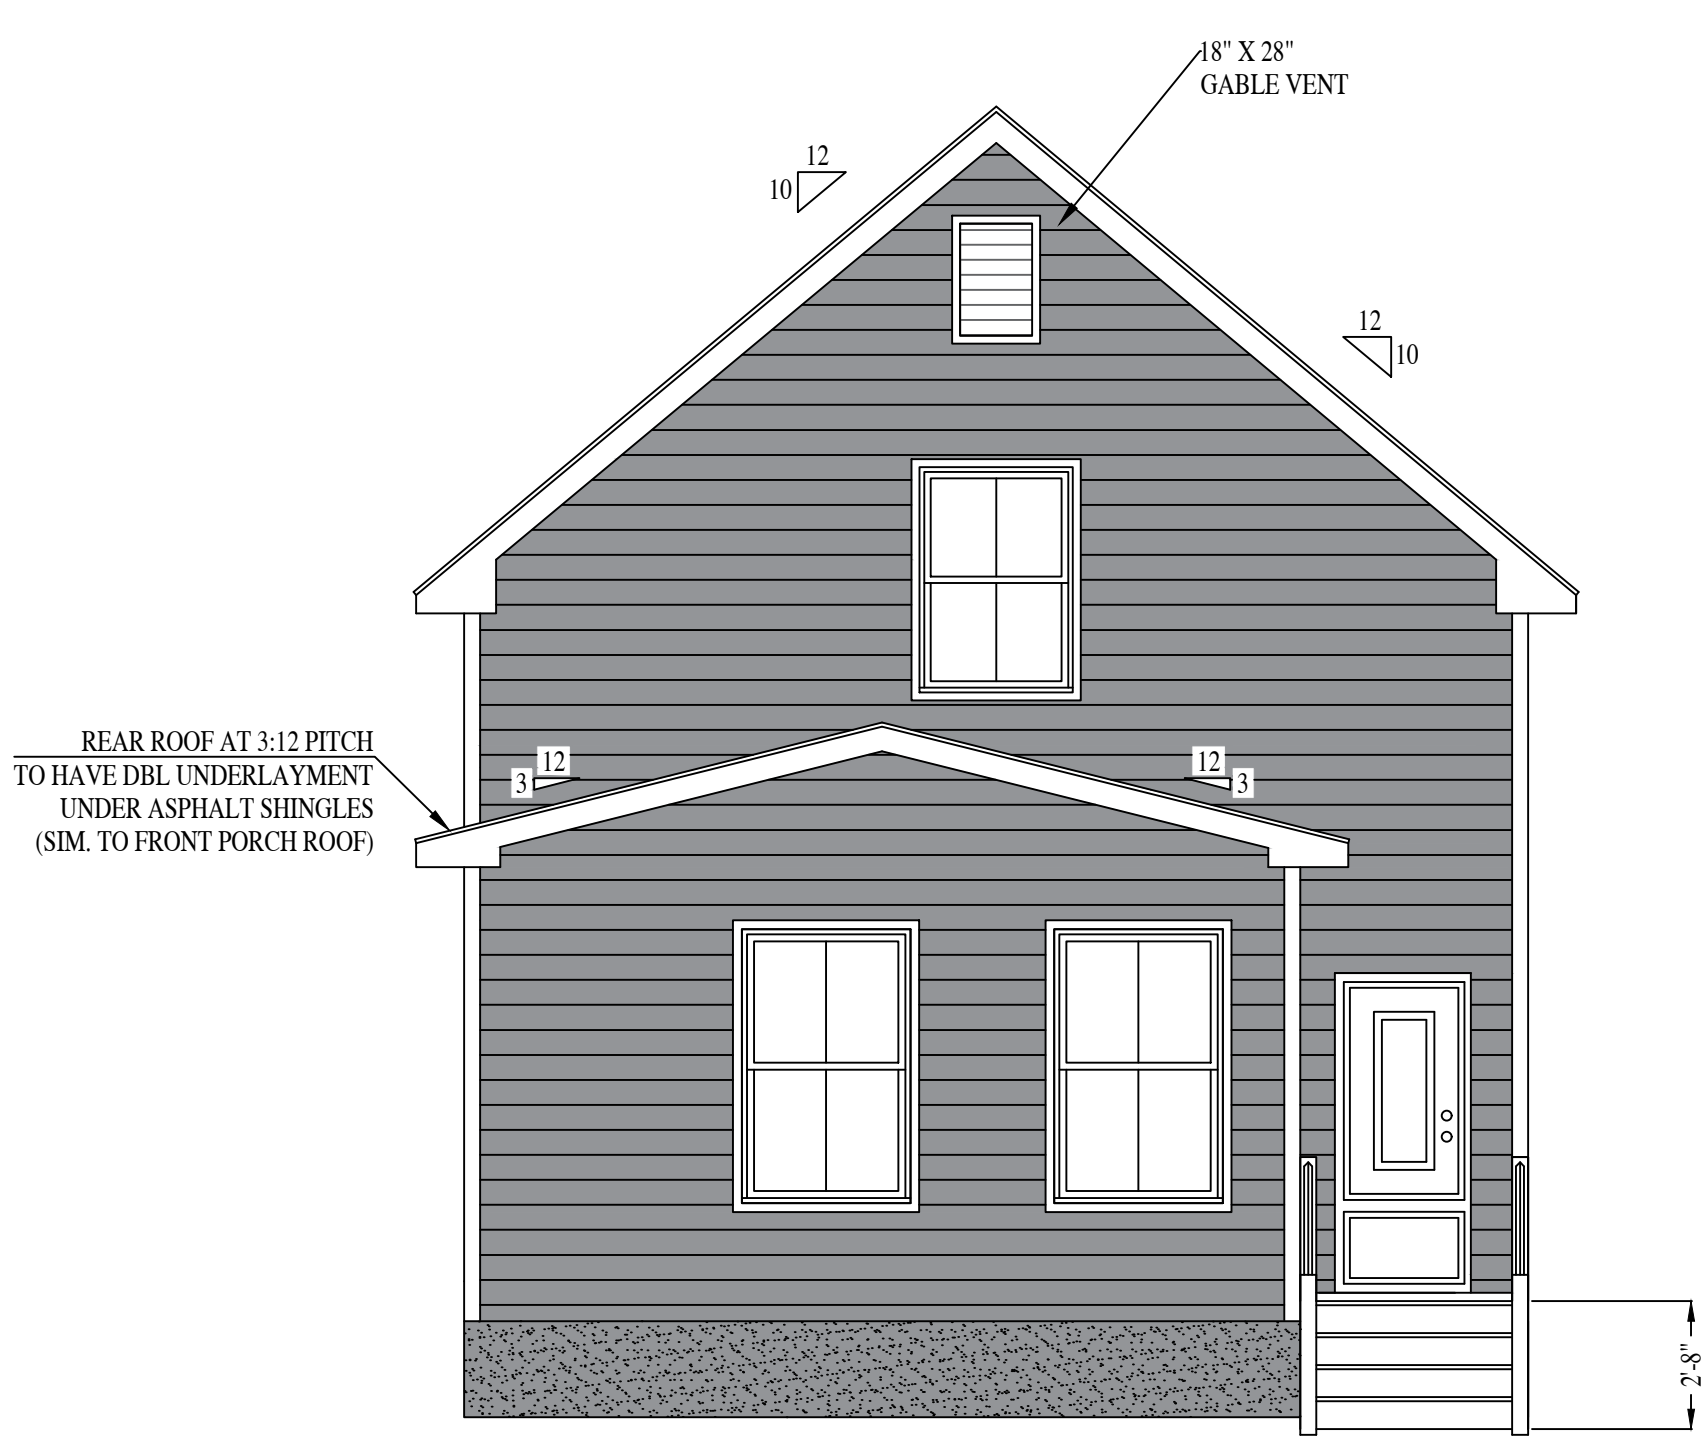 18" X 28"
GABLE VENT
12
10
12
10
REAR ROOF AT 3:12 PITCH
TO HAVE DBL UNDERLAYMENT
UNDER ASPHALT SHINGLES
(SIM. TO FRONT PORCH ROOF)
12
3
12
3
2'-8"